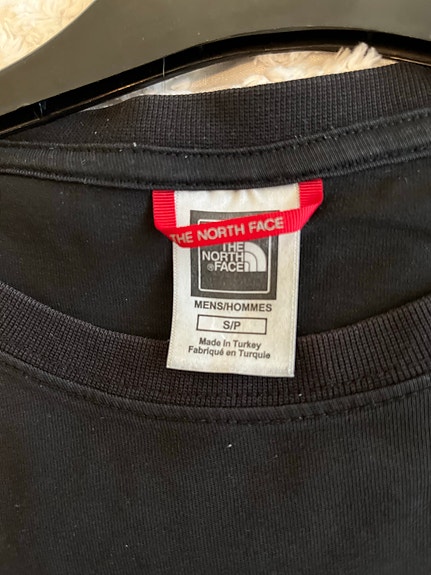 THE NORTH FACE
THE
NORTH
®FACE
MENS/HOMMES
S/P
Made in Turkey
Fabriqué en Turquie